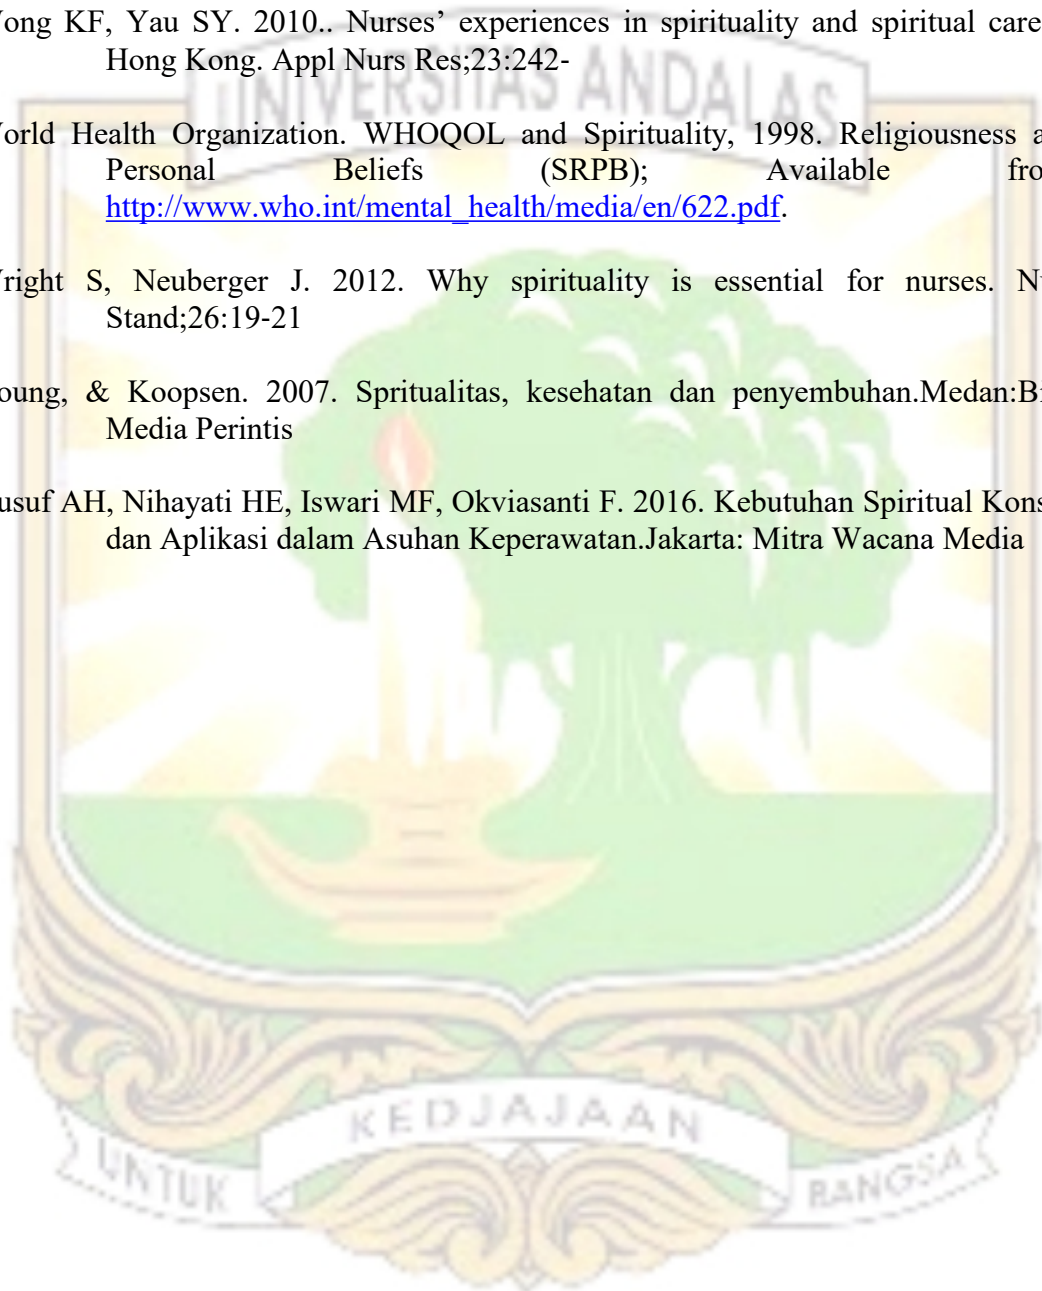 ong KF, Yau SY. 2010.. Nurses’ experiences in spirituality and spiritual care
Hong Kong. Appl Nurs Res;23:242-
UNIVERSITAS ANDALAS
orld Health Organization. WHOQOL and Spirituality, 1998. Religiousness a
Personal Beliefs (SRPB); Available fro
http://www.who.int/mental_health/media/en/622.pdf.
right S, Neuberger J. 2012. Why spirituality is essential for nurses. N
Stand;26:19-21
oung, & Koopsen. 2007. Spritualitas, kesehatan dan penyembuhan.Medan:Bi
Media Perintis
usuf AH, Nihayati HE, Iswari MF, Okviasanti F. 2016. Kebutuhan Spiritual Kons
dan Aplikasi dalam Asuhan Keperawatan.Jakarta: Mitra Wacana Media
UNTUK KEDJAJAAN BANGSA